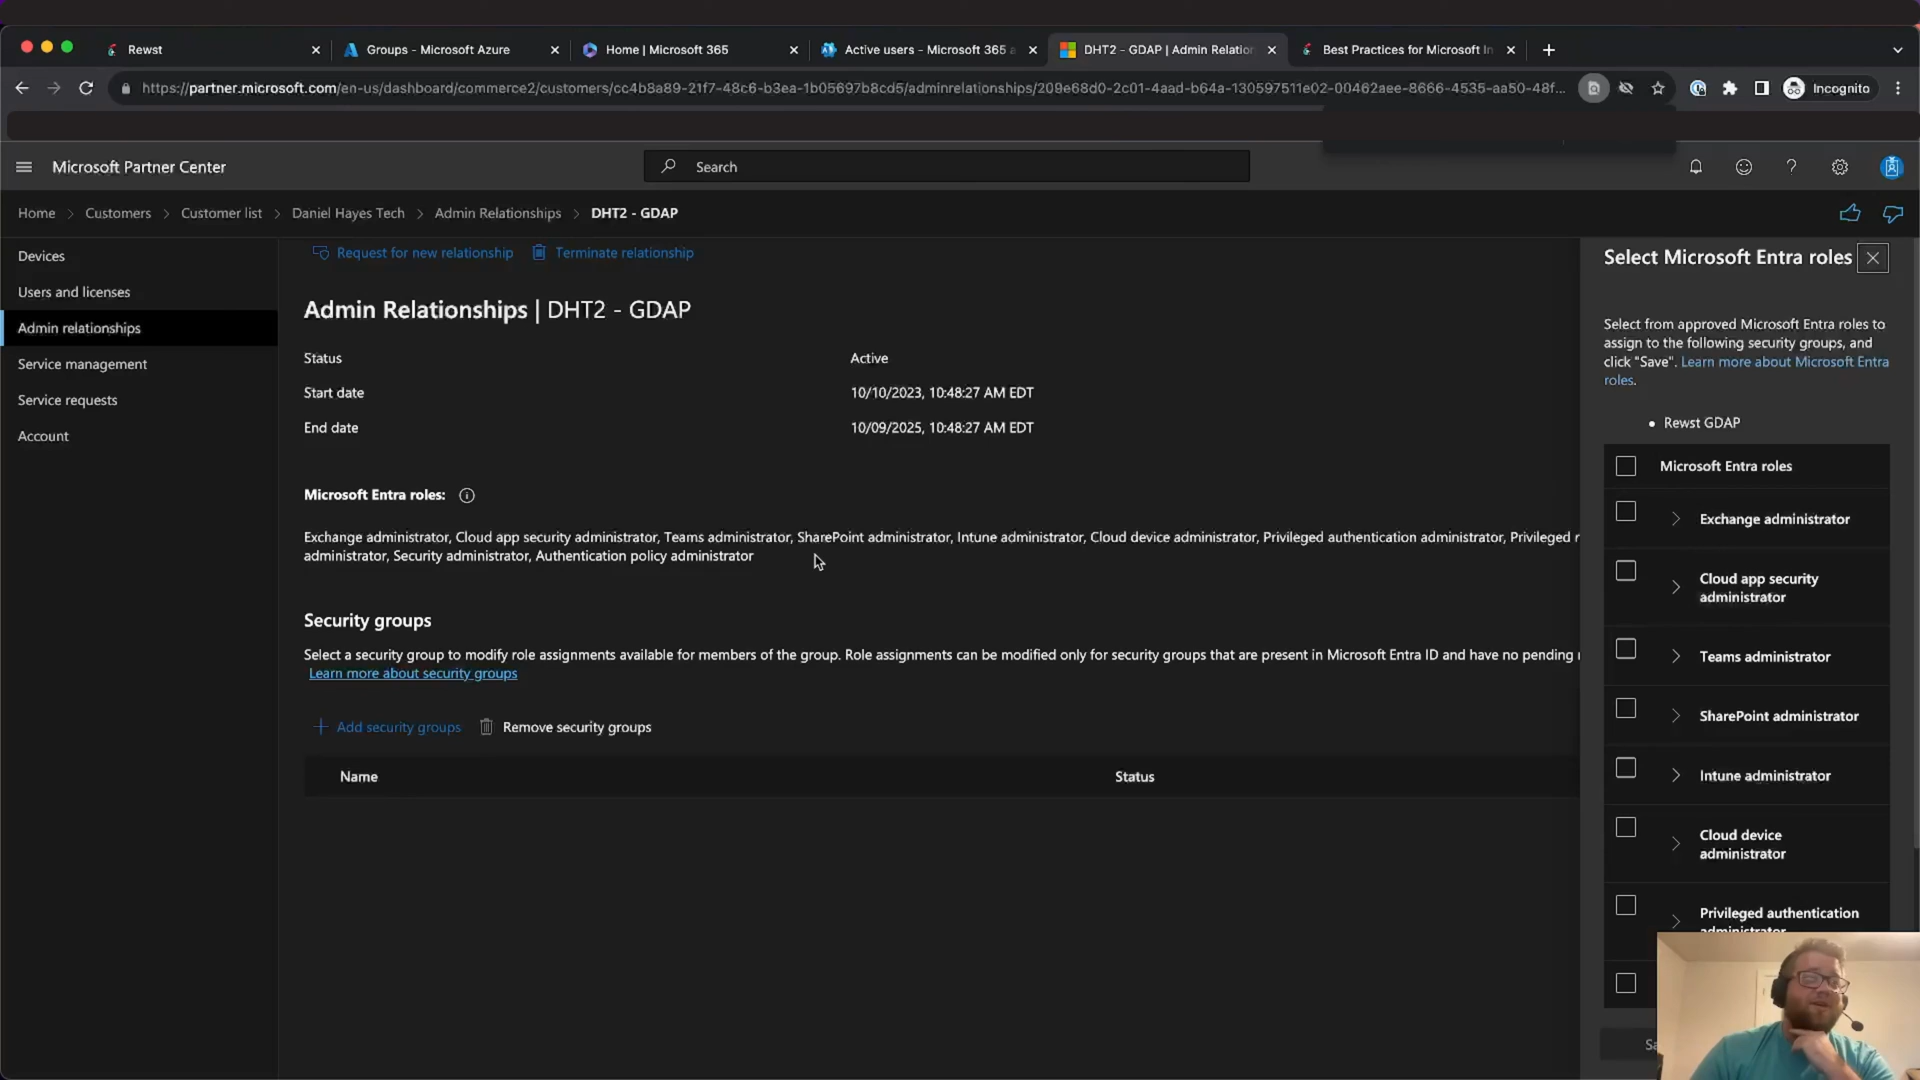 Rewst
Groups - Microsoft Azure
Home | Microsoft 365
Active users - Microsoft 365 a
DHT2 - GDAP | Admin Relatio
Best Practices for Microsoft In
https://partner.microsoft.com/en-us/dashboard/commerce2/customers/cc4b8a89-21f7-48c6-b3ea-1b05697b8cd5/adminrelationships/209e68d0-2c01-4aad-b64a-130597511e02-00462aee-8666-4535-aa50-48f...
Incognito
Microsoft Partner Center
Search
Home > Customers > Customer list > Daniel Hayes Tech > Admin Relationships > DHT2 - GDAP
Devices
Users and licenses
Admin relationships
Service management
Service requests
Account
Request for new relationship
Terminate relationship
Admin Relationships | DHT2 - GDAP
Status Active
Start date 10/10/2023, 10:48:27 AM EDT
End date 10/09/2025, 10:48:27 AM EDT
Microsoft Entra roles:
Exchange administrator, Cloud app security administrator, Teams administrator, SharePoint administrator, Intune administrator, Cloud device administrator, Privileged authentication administrator, Privileged
administrator, Security administrator, Authentication policy administrator
Security groups
Select a security group to modify role assignments available for members of the group. Role assignments can be modified only for security groups that are present in Microsoft Entra ID and have no pending
Learn more about security groups
Add security groups
Remove security groups
Name Status
Select Microsoft Entra roles
Select from approved Microsoft Entra roles to
assign to the following security groups, and
click "Save". Learn more about Microsoft Entra
roles.
• Rewst GDAP
Microsoft Entra roles
Exchange administrator
Cloud app security
administrator
Teams administrator
SharePoint administrator
Intune administrator
Cloud device
administrator
Privileged authentication
administrator